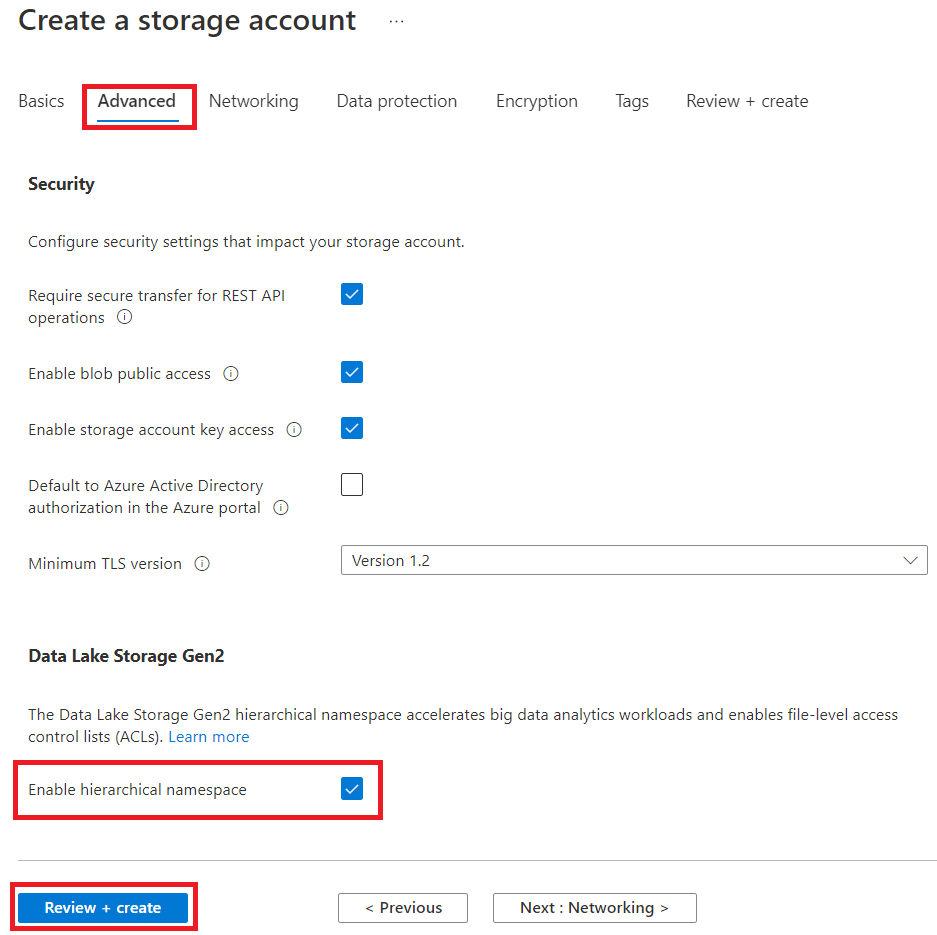 Create a storage account ...
Basics Advanced Networking Data protection Encryption Tags Review + create
Security
Configure security settings that impact your storage account.
Require secure transfer for REST API
operations
Enable blob public access
Enable storage account key access
Default to Azure Active Directory
authorization in the Azure portal
Minimum TLS version Version 1.2
Data Lake Storage Gen2
The Data Lake Storage Gen2 hierarchical namespace accelerates big data analytics workloads and enables file-level access
control lists (ACLs). Learn more
Enable hierarchical namespace
Review + create < Previous Next : Networking >